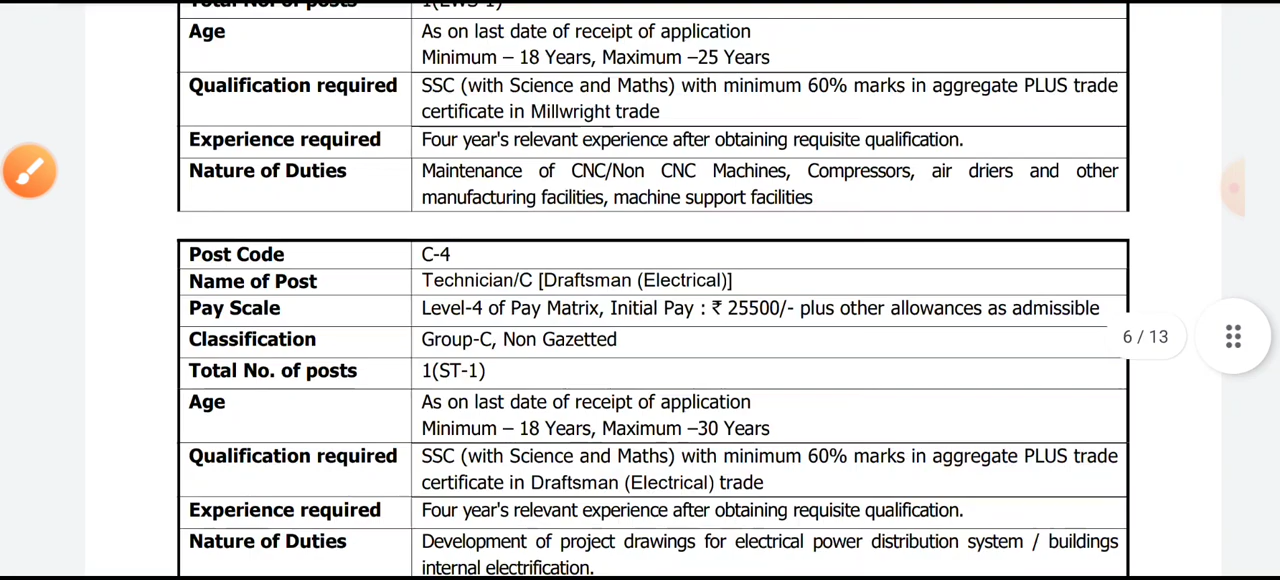 Total No. of posts 1(EWS-1)
Age As on last date of receipt of application
Minimum – 18 Years, Maximum –25 Years
Qualification required SSC (with Science and Maths) with minimum 60% marks in aggregate PLUS trade
certificate in Millwright trade
Experience required Four year's relevant experience after obtaining requisite qualification.
Nature of Duties Maintenance of CNC/Non CNC Machines, Compressors, air driers and other
manufacturing facilities, machine support facilities
Post Code C-4
Name of Post Technician/C [Draftsman (Electrical)]
Pay Scale Level-4 of Pay Matrix, Initial Pay : ₹ 25500/- plus other allowances as admissible
Classification Group-C, Non Gazetted
6 / 13
Total No. of posts 1(ST-1)
Age As on last date of receipt of application
Minimum – 18 Years, Maximum –30 Years
Qualification required SSC (with Science and Maths) with minimum 60% marks in aggregate PLUS trade
certificate in Draftsman (Electrical) trade
Experience required Four year's relevant experience after obtaining requisite qualification.
Nature of Duties Development of project drawings for electrical power distribution system / buildings
internal electrification.